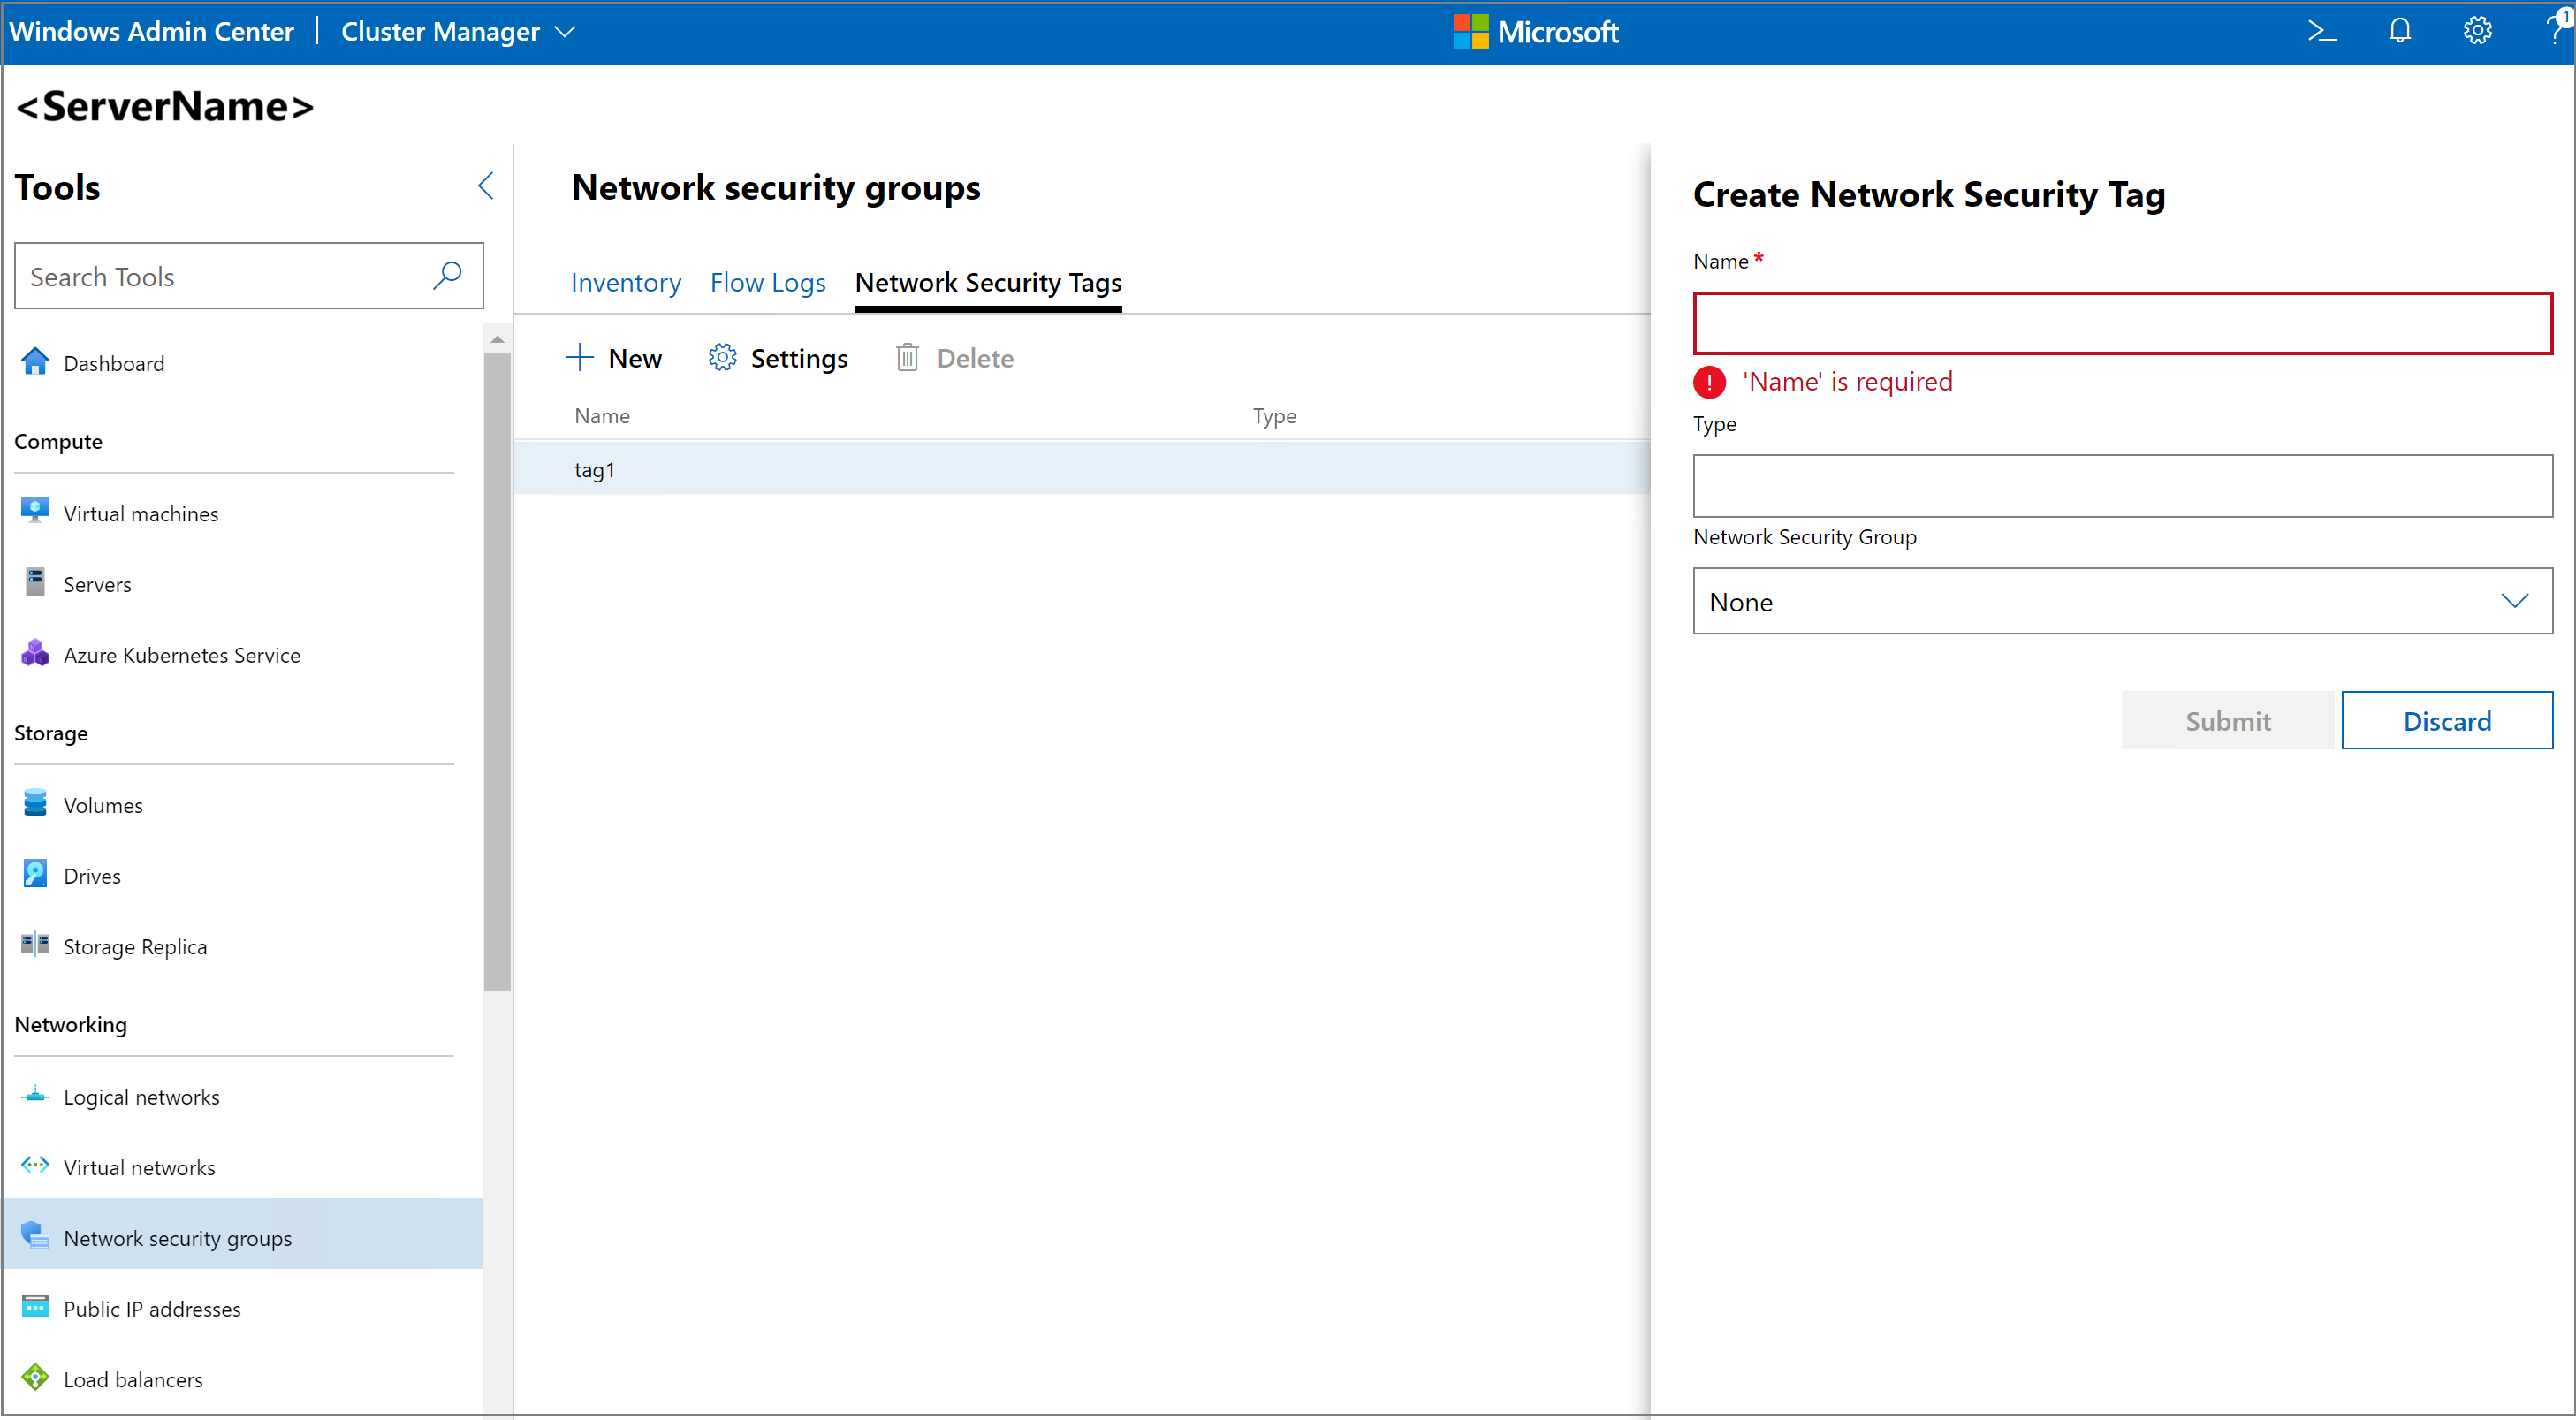 Windows Admin Center | Cluster Manager
Microsoft
1
<ServerName>
Tools
Search Tools
Dashboard
Compute
Virtual machines
Servers
Azure Kubernetes Service
Storage
Volumes
Drives
Storage Replica
Networking
Logical networks
Virtual networks
Network security groups
Public IP addresses
Load balancers
Network security groups
Inventory Flow Logs Network Security Tags
New Settings Delete
Name Type
tag1
Create Network Security Tag
Name *
'Name' is required
Type
Network Security Group
None
Submit Discard